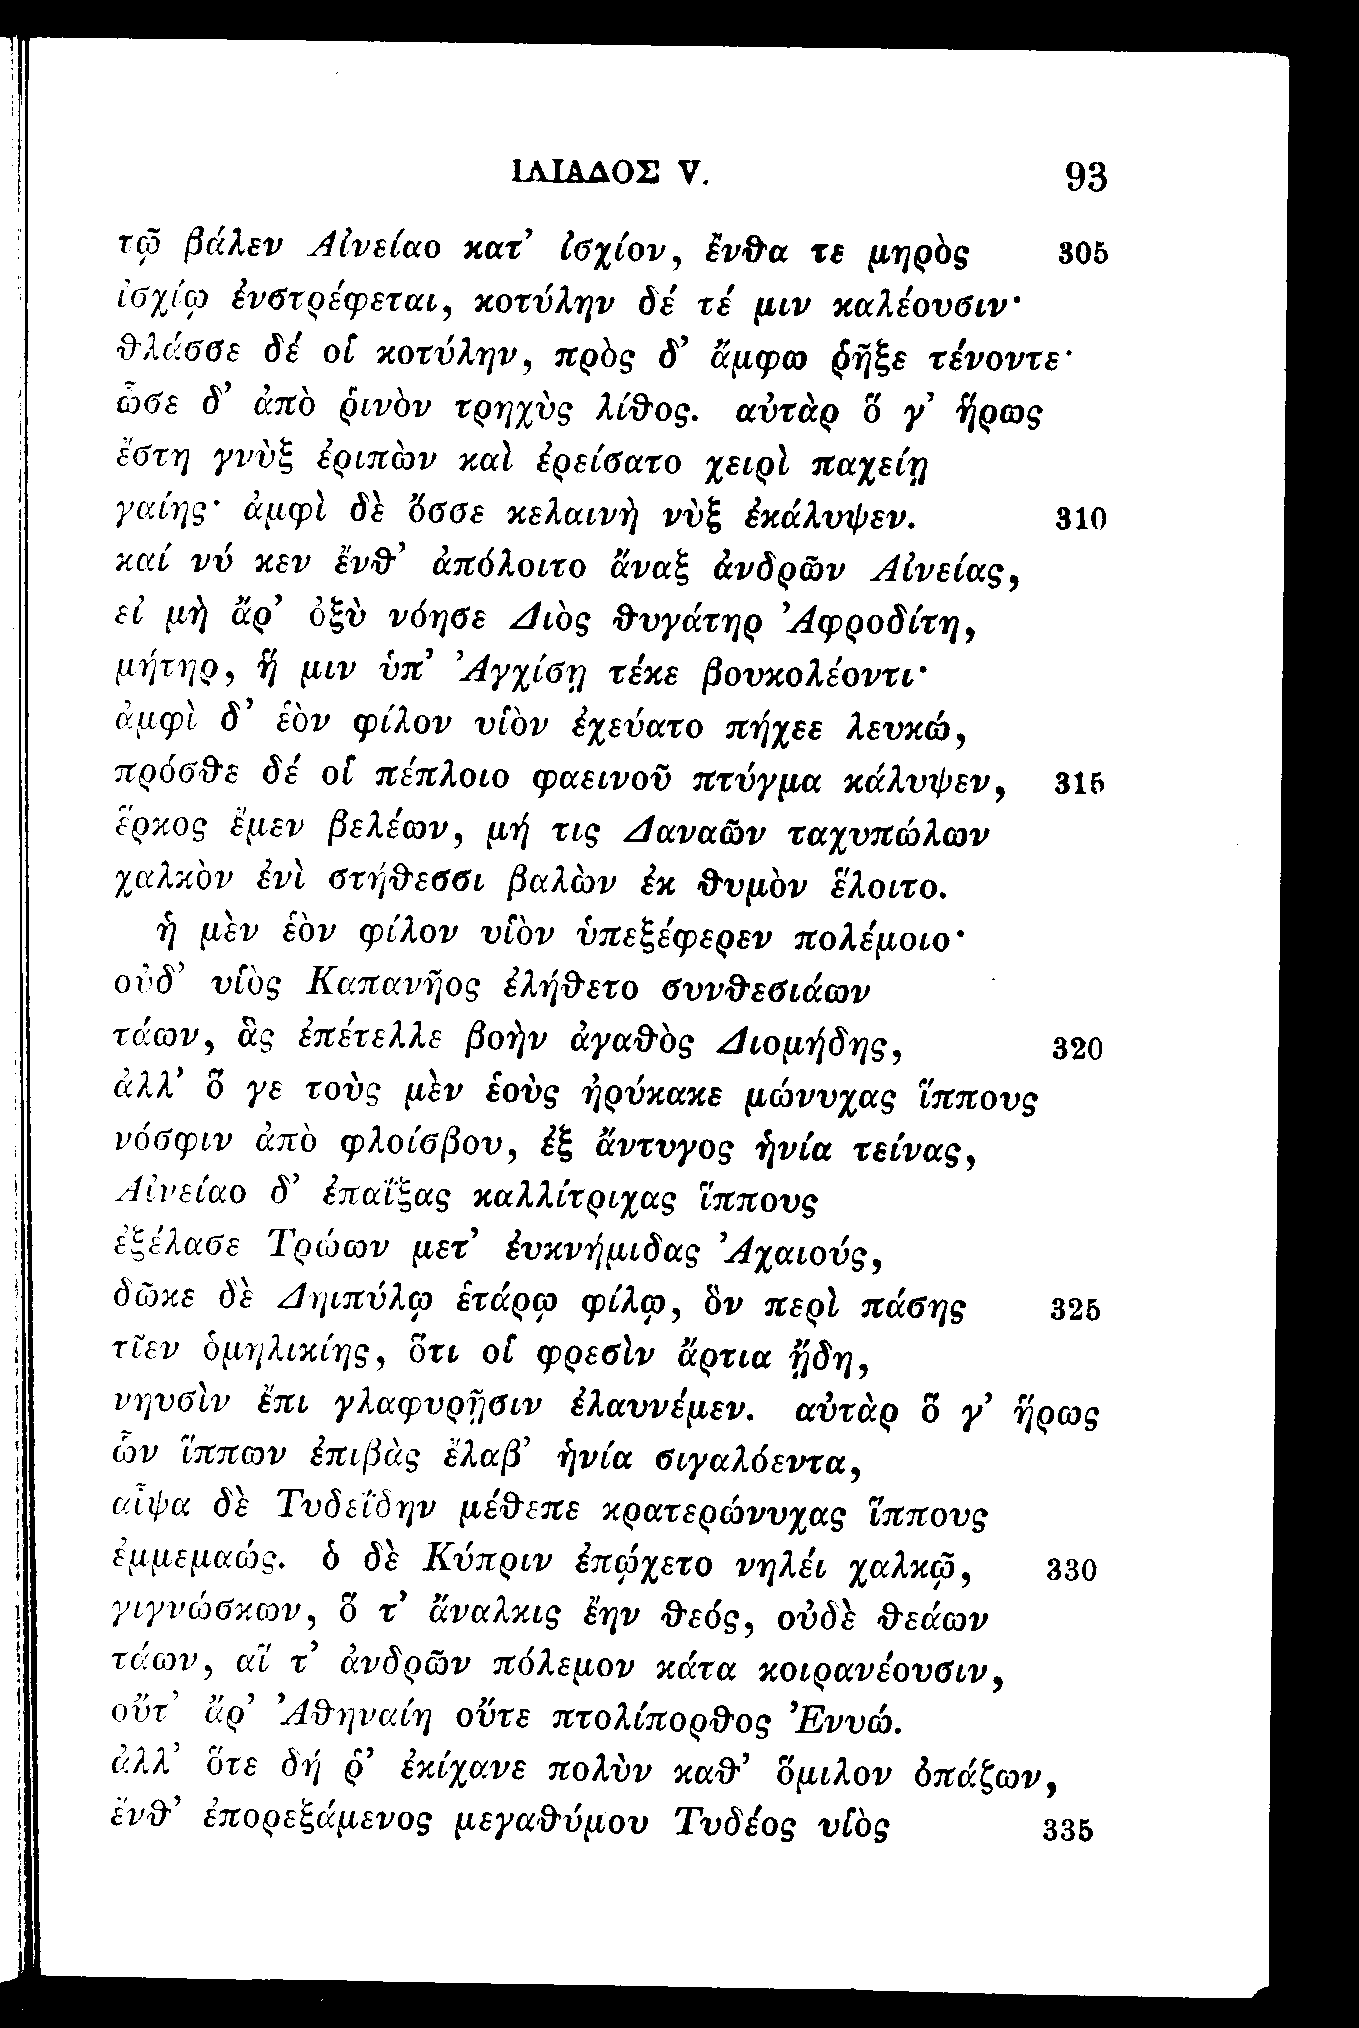 ΙΛΙΑΔΟΣ V. 93
τῷ βάλεν Αἰνείαο κατ’ ἰσχίον, ἔνθα τε μηρὸς 305
ἰσχίῳ ἐνστρέφεται, κοτύλην δέ τέ μιν καλέουσιν·
θλάσσε δέ οἱ κοτύλην, πρὸς δ’ ἄμφω ῥῆξε τένοντε·
ὦσε δ’ ἀπὸ ῥινὸν τρηχὺς λίθος. αὐτὰρ ὅ γ’ ἥρως
ἔστη γνὺξ ἐριπὼν καὶ ἐρείσατο χειρὶ παχείῃ
γαίης· ἀμφὶ δὲ ὄσσε κελαινὴ νὺξ ἐκάλυψεν. 310
καί νύ κεν ἔνθ’ ἀπόλοιτο ἄναξ ἀνδρῶν Αἰνείας,
εἰ μὴ ἄρ’ ὀξὺ νόησε Διὸς θυγάτηρ Ἀφροδίτη,
μήτηρ, ἥ μιν ὑπ’ Ἀγχίσῃ τέκε βουκολέοντι·
ἀμφὶ δ’ ἑὸν φίλον υἱὸν ἐχεύατο πήχεε λευκώ,
πρόσθε δέ οἱ πέπλοιο φαεινοῦ πτύγμα κάλυψεν, 315
ἕρκος ἔμεν βελέων, μή τις Δαναῶν ταχυπώλων
χαλκὸν ἐνὶ στήθεσσι βαλὼν ἐκ θυμὸν ἕλοιτο.
ἡ μὲν ἑὸν φίλον υἱὸν ὑπεξέφερεν πολέμοιο·
οὐδ’ υἱὸς Καπανῆος ἐλήθετο συνθεσιάων
τάων, ἃς ἐπέτελλε βοὴν ἀγαθὸς Διομήδης, 320
ἀλλ’ ὅ γε τοὺς μὲν ἑοὺς ἠρύκακε μώνυχας ἵππους
νόσφιν ἀπὸ φλοίσβου, ἐξ ἄντυγος ἡνία τείνας,
Αἰνείαο δ’ ἐπαΐξας καλλίτριχας ἵππους
ἐξέλασε Τρώων μετ’ ἐυκνήμιδας Ἀχαιούς,
δῶκε δὲ Δηιπύλῳ ἑτάρῳ φίλῳ, ὃν περὶ πάσης 325
τῖεν ὁμηλικίης, ὅτι οἱ φρεσὶν ἄρτια ᾔδη,
νηυσὶν ἔπι γλαφυρῇσιν ἐλαυνέμεν. αὐτὰρ ὅ γ’ ἥρως
ὧν ἵππων ἐπιβὰς ἔλαβ’ ἡνία σιγαλόεντα,
αἶψα δὲ Τυδεΐδην μέθεπε κρατερώνυχας ἵππους
ἐμμεμαώς. ὁ δὲ Κύπριν ἐπῴχετο νηλέι χαλκῷ, 330
γιγνώσκων, ὅ τ’ ἄναλκις ἔην θεός, οὐδὲ θεάων
τάων, αἵ τ’ ἀνδρῶν πόλεμον κάτα κοιρανέουσιν,
οὔτ’ ἄρ’ Ἀθηναίη οὔτε πτολίπορθος Ἐνυώ.
ἀλλ’ ὅτε δή ῥ’ ἐκίχανε πολὺν καθ’ ὅμιλον ὀπάζων,
ἔνθ’ ἐπορεξάμενος μεγαθύμου Τυδέος υἱὸς 335